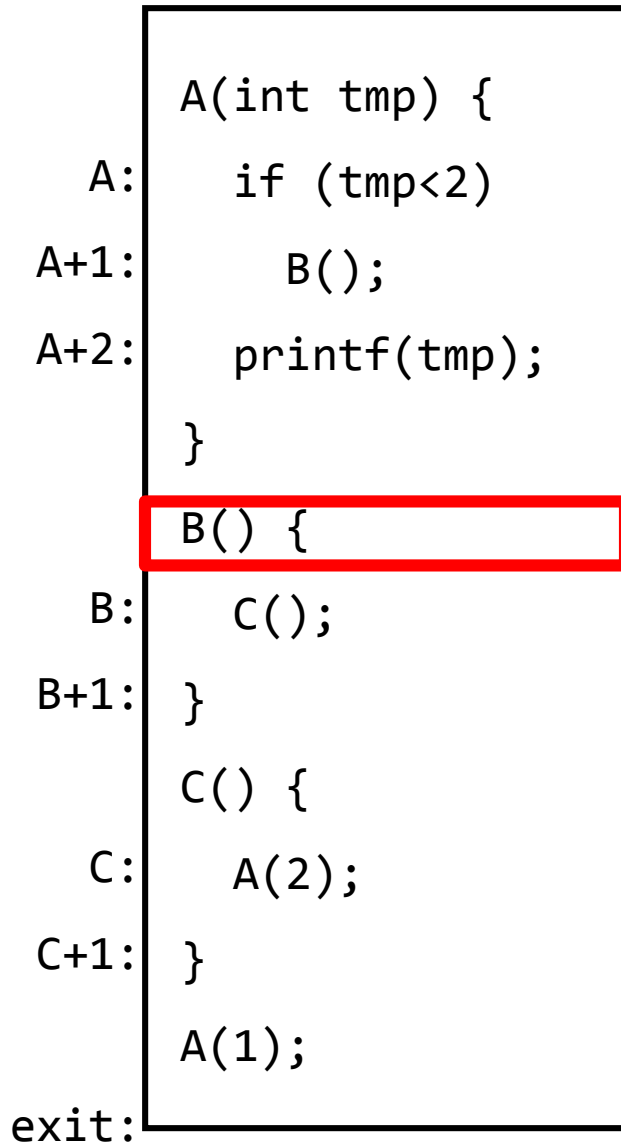 A(int tmp) {
A: if (tmp<2)
A+1: B();
A+2: printf(tmp);
}
B() {
B: C();
B+1: }
C() {
C: A(2);
C+1: }
A(1);
exit: